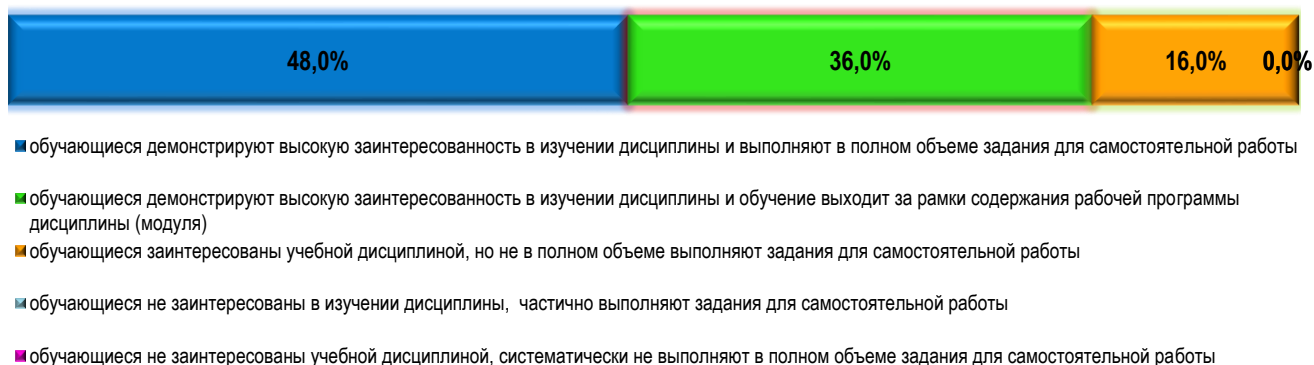 48,0% 36,0% 16,0% 0,0%
обучающиеся демонстрируют высокую заинтересованность в изучении дисциплины и выполняют в полном объеме задания для самостоятельной работы
обучающиеся демонстрируют высокую заинтересованность в изучении дисциплины и обучение выходит за рамки содержания рабочей программы
дисциплины (модуля)
обучающиеся заинтересованы учебной дисциплиной, но не в полном объеме выполняют задания для самостоятельной работы
обучающиеся не заинтересованы в изучении дисциплины, частично выполняют задания для самостоятельной работы
обучающиеся не заинтересованы учебной дисциплиной, систематически не выполняют в полном объеме задания для самостоятельной работы